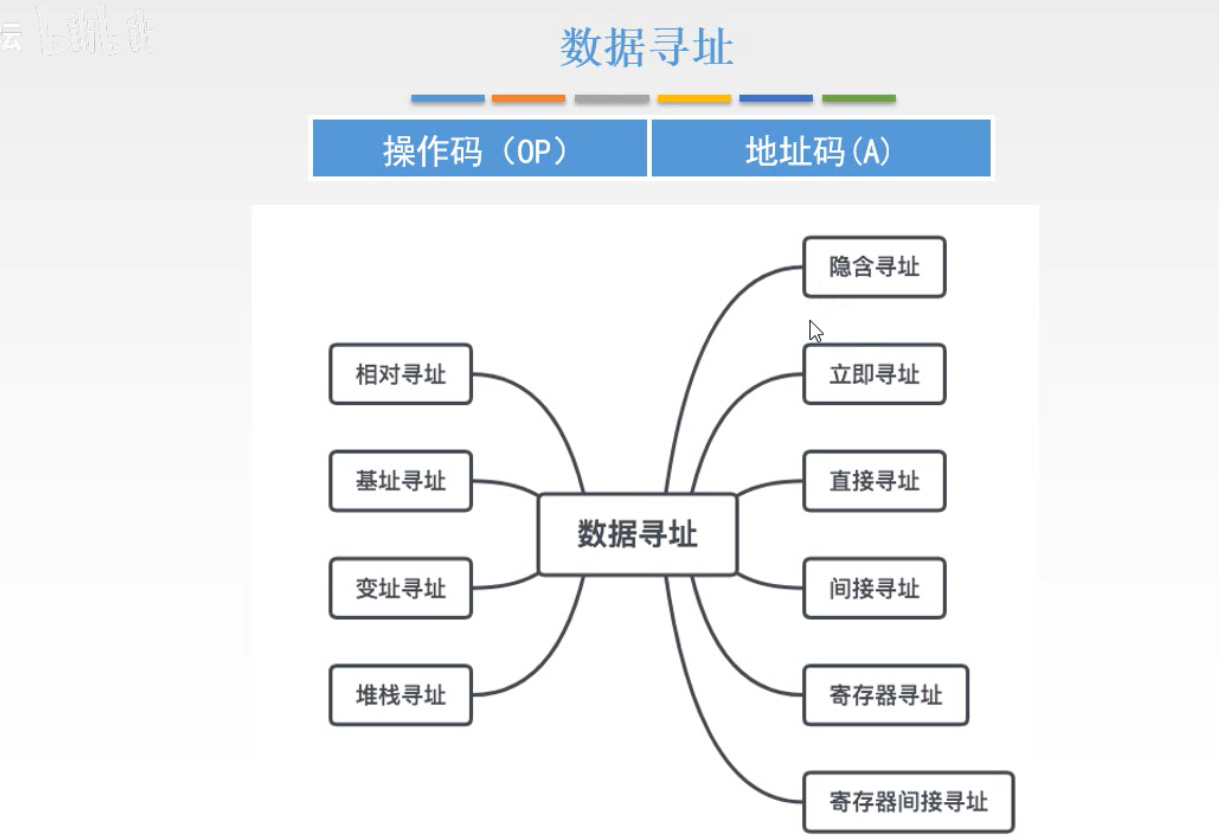 坛 bilibili
数据寻址
操作码（OP） 地址码(A)
隐含寻址
相对寻址 立即寻址
基址寻址 直接寻址
数据寻址
变址寻址 间接寻址
堆栈寻址 寄存器寻址
寄存器间接寻址